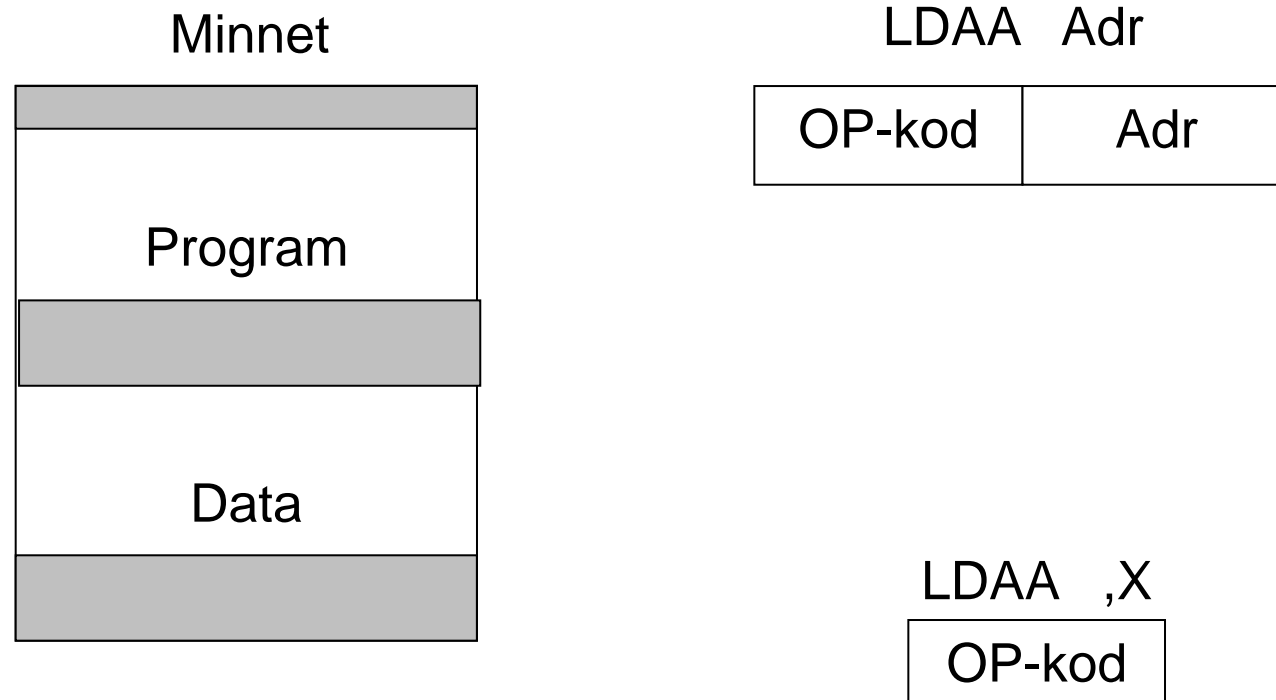 Minnet
Program
Data
LDAA Adr
OP-kod Adr
LDAA ,X
OP-kod